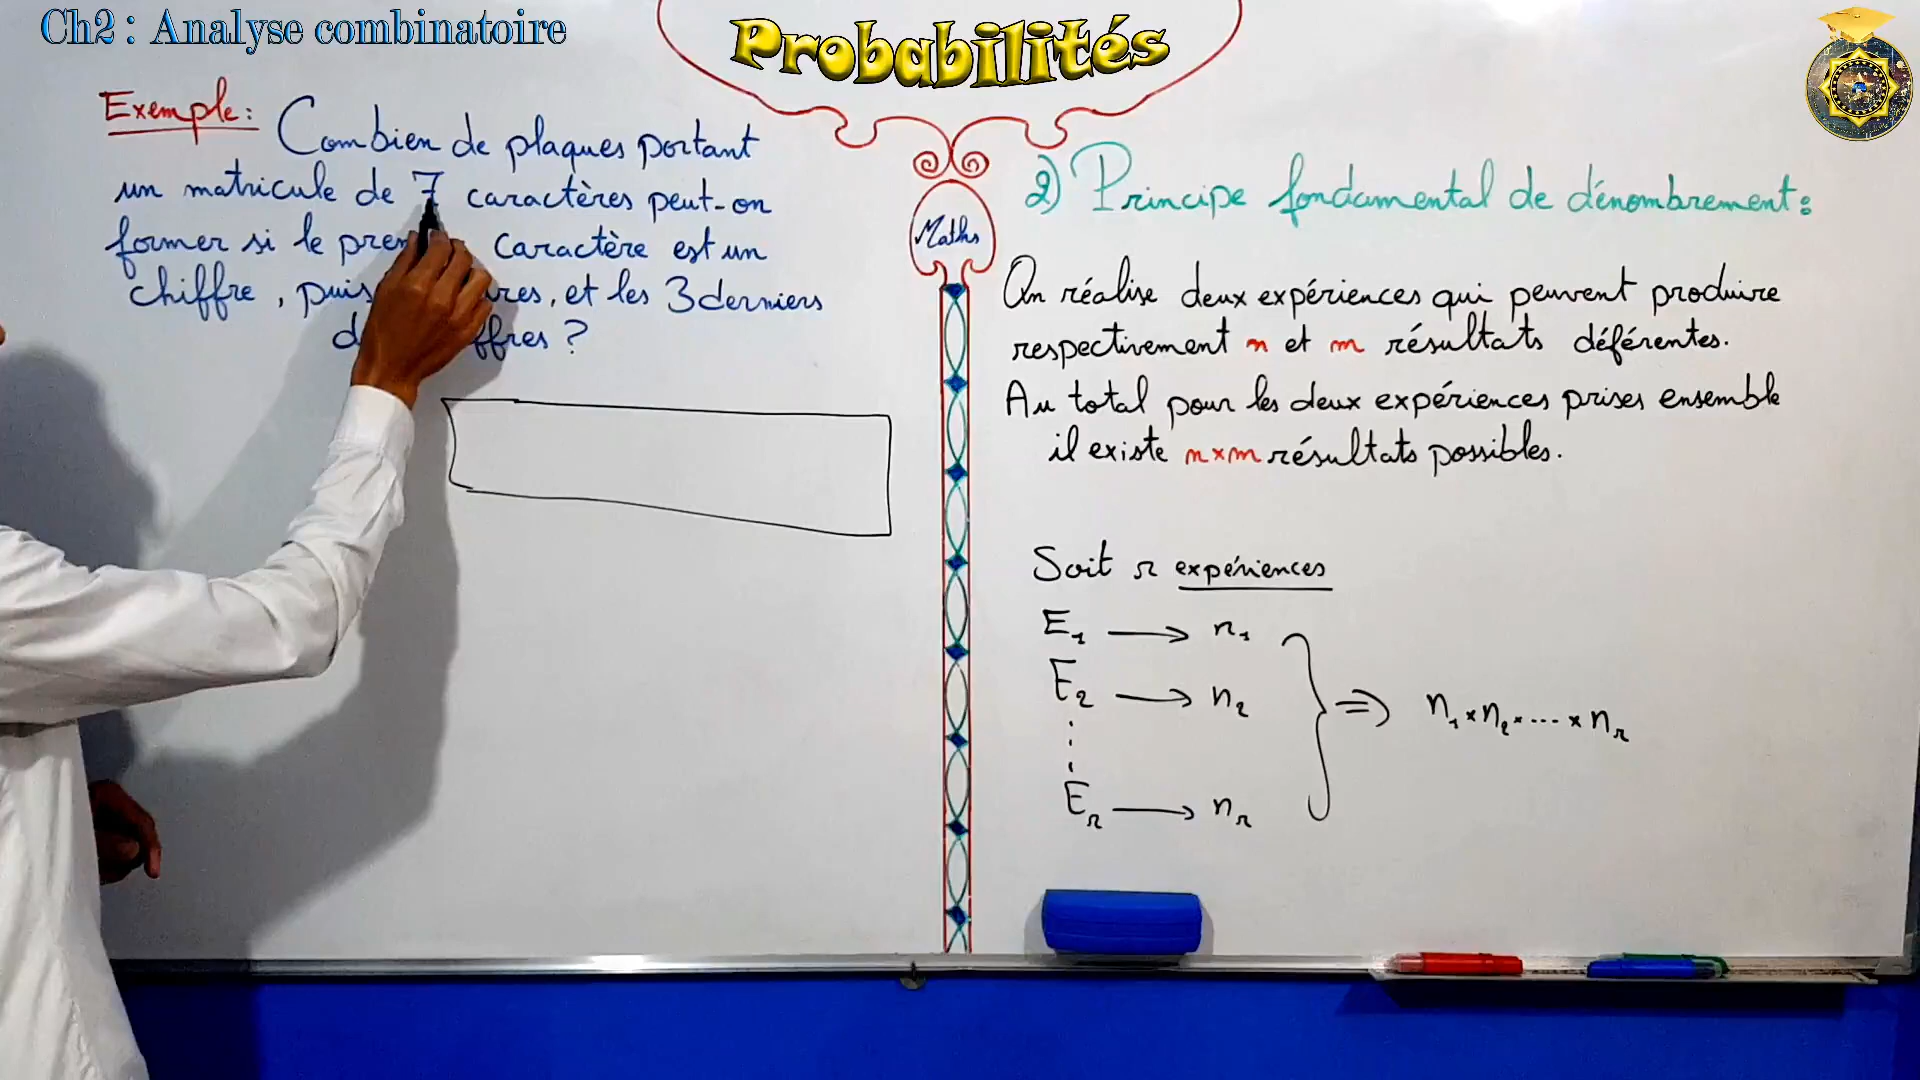 Ch2 : Analyse combinatoire
Probabilités
Exemple: Combien de plaques portant
un matricule de 7 caractères peut-on
former si le caractère est un
chiffre, puis , et les 3 derniers
?
Maths
2) Principe fondamental de dénombrement:
On réalise deux expériences qui peuvent produire
respectivement n et m résultats déférentes.
Au total pour les deux expériences prises ensemble
il existe n×m résultats possibles.
Soit r expériences
E₁ → n₁
E₂ → n₂
⋮
Eᵣ → nᵣ
⇒ n₁×n₂×...×nᵣ